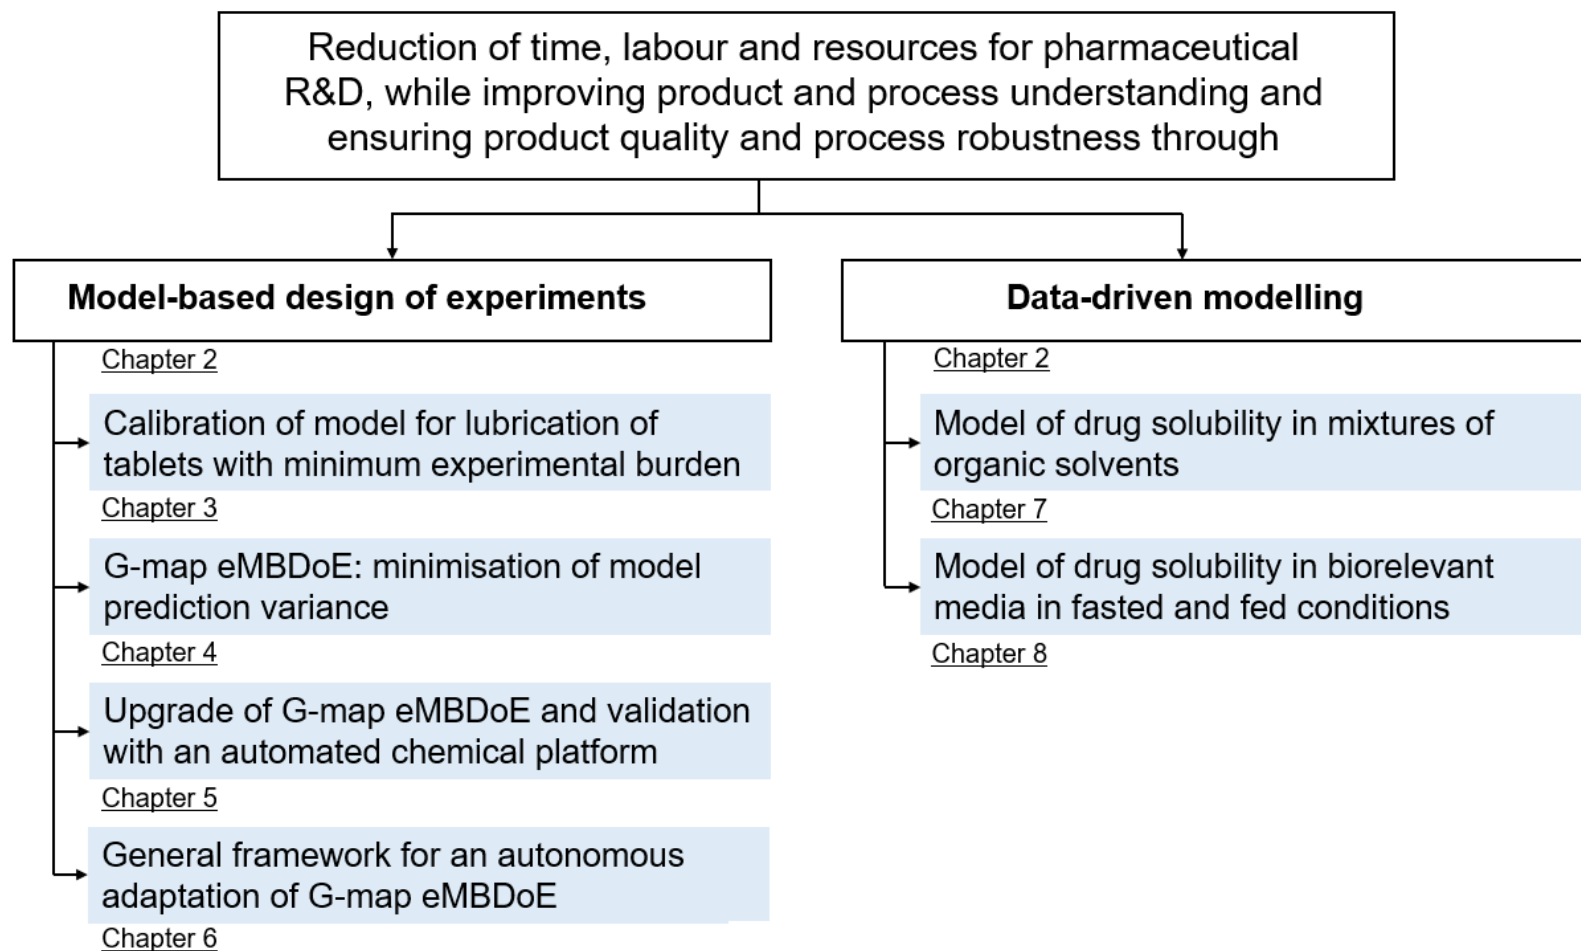 Reduction of time, labour and resources for pharmaceutical
R&D, while improving product and process understanding and
ensuring product quality and process robustness through
Model-based design of experiments
Chapter 2
Calibration of model for lubrication of
tablets with minimum experimental burden
Chapter 3
G-map eMBDoE: minimisation of model
prediction variance
Chapter 4
Upgrade of G-map eMBDoE and validation
with an automated chemical platform
Chapter 5
General framework for an autonomous
adaptation of G-map eMBDoE
Chapter 6
Data-driven modelling
Chapter 2
Model of drug solubility in mixtures of
organic solvents
Chapter 7
Model of drug solubility in biorelevant
media in fasted and fed conditions
Chapter 8